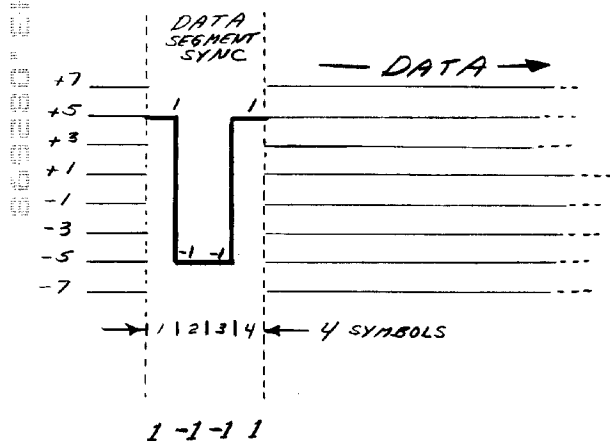 DATA
SEGMENT
SYNC
DATA
+7
+5
+3
+1
-1
-3
-5
-7
1 1
-1 -1
1 2 3 4
4 SYMBOLS
1 -1 -1 1